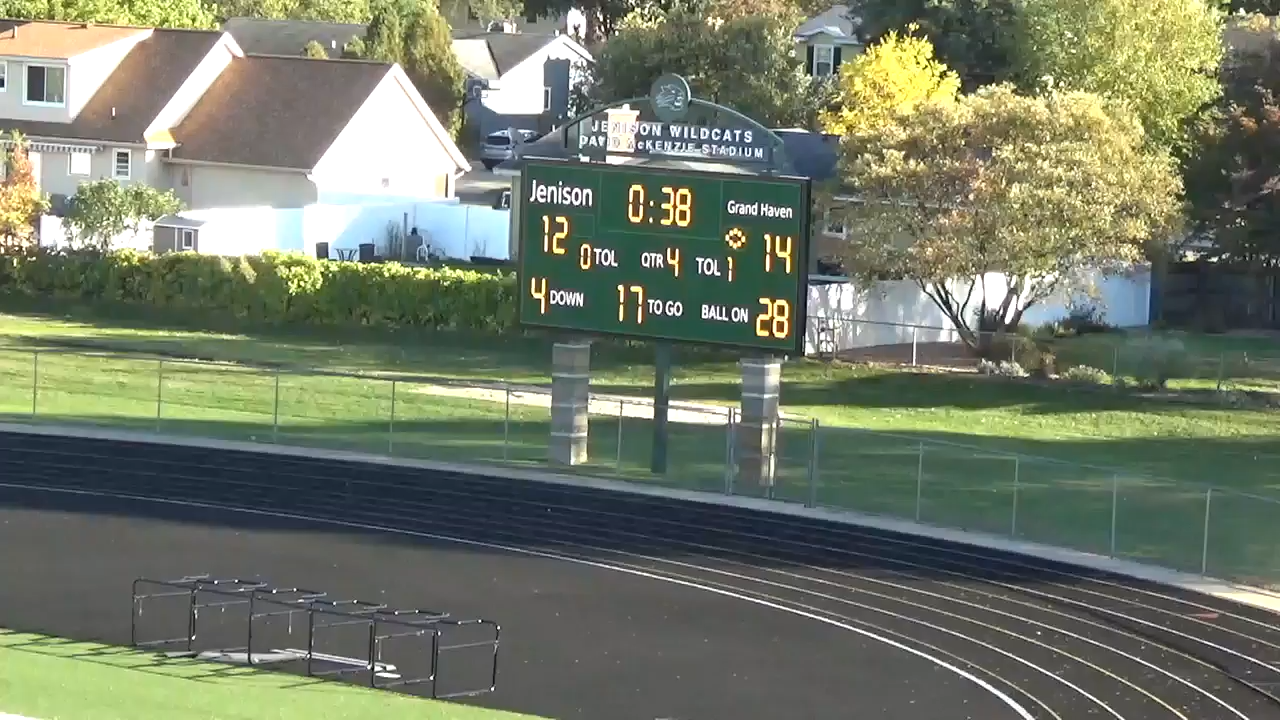 JENISON WILDCATS
DAVID McKENZIE STADIUM
Jenison 0:38 Grand Haven
12 0 TOL QTR 4 TOL 1 14
4 DOWN 17 TO GO BALL ON 28